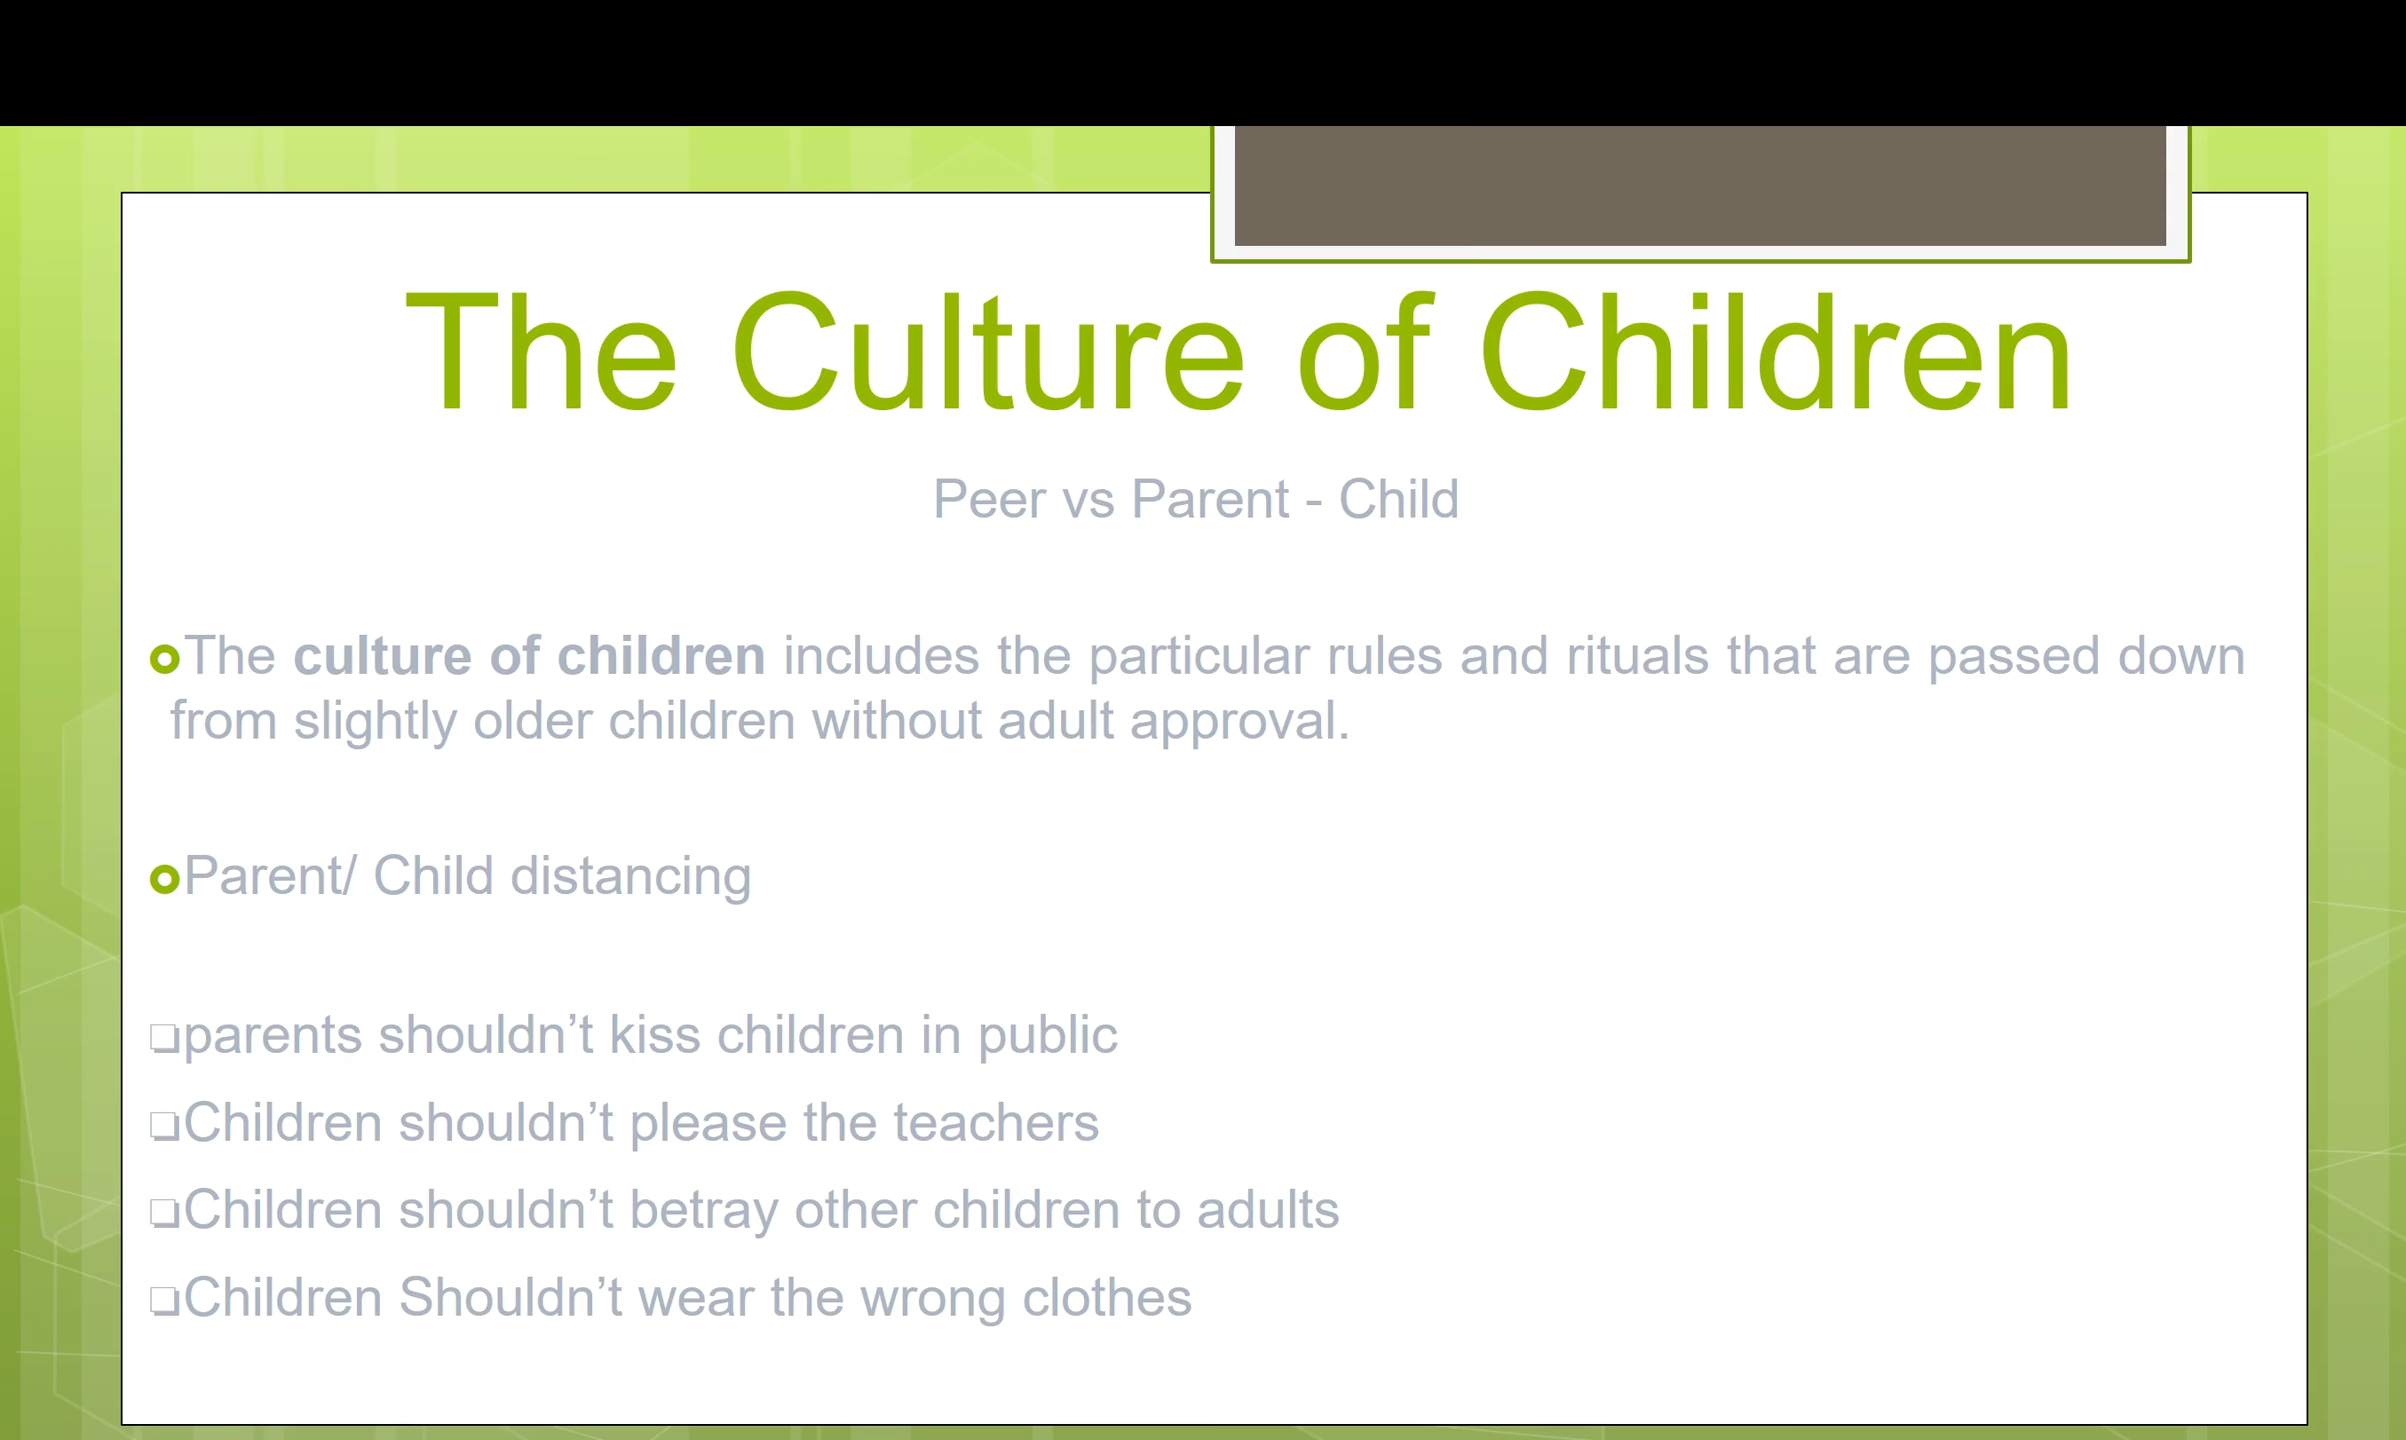 The Culture of Children
Peer vs Parent - Child
The culture of children includes the particular rules and rituals that are passed down
from slightly older children without adult approval.
Parent/ Child distancing
❑parents shouldn’t kiss children in public
❑Children shouldn’t please the teachers
❑Children shouldn’t betray other children to adults
❑Children Shouldn’t wear the wrong clothes